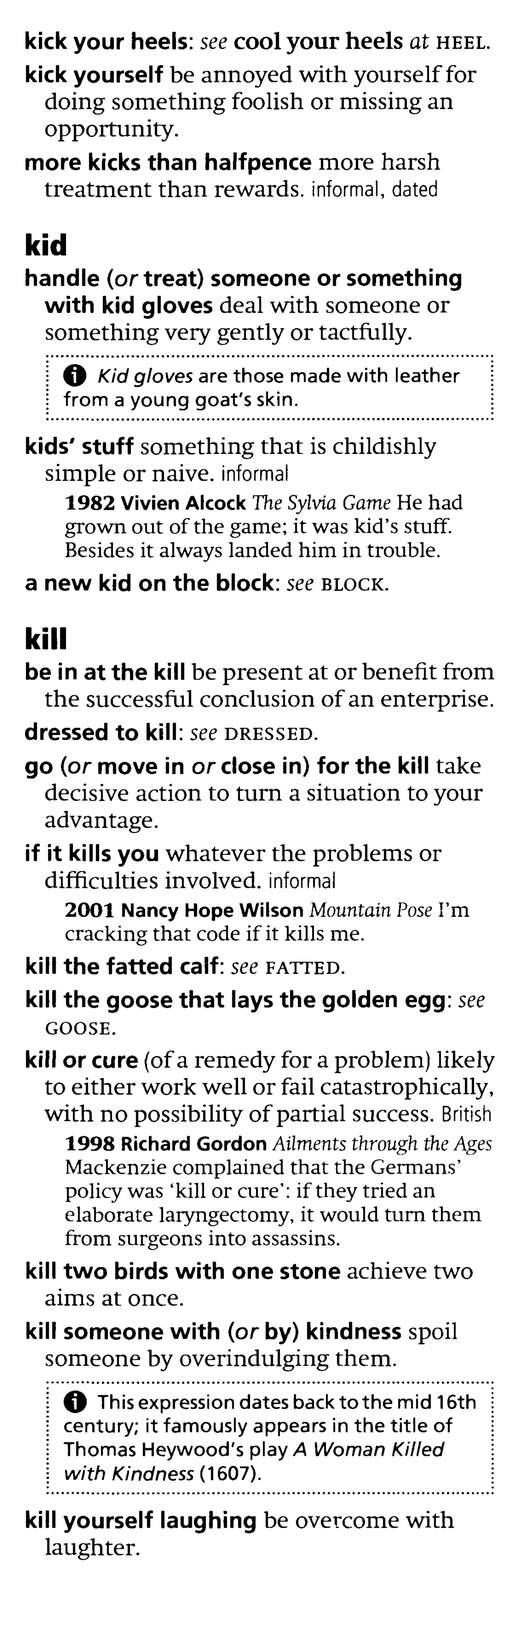 kick your heels: see cool your heels at HEEL.
kick yourself be annoyed with yourself for
doing something foolish or missing an
opportunity.
more kicks than halfpence more harsh
treatment than rewards. informal, dated
kid
handle (or treat) someone or something
with kid gloves deal with someone or
something very gently or tactfully.
Kid gloves are those made with leather
from a young goat's skin.
kids' stuff something that is childishly
simple or naive. informal
1982 Vivien Alcock The Sylvia Game He had
grown out of the game; it was kid's stuff.
Besides it always landed him in trouble.
a new kid on the block: see BLOCK.
kill
be in at the kill be present at or benefit from
the successful conclusion of an enterprise.
dressed to kill: see DRESSED.
go (or move in or close in) for the kill take
decisive action to turn a situation to your
advantage.
if it kills you whatever the problems or
difficulties involved. informal
2001 Nancy Hope Wilson Mountain Pose I'm
cracking that code if it kills me.
kill the fatted calf: see FATTED.
kill the goose that lays the golden egg: see
GOOSE.
kill or cure (of a remedy for a problem) likely
to either work well or fail catastrophically,
with no possibility of partial success. British
1998 Richard Gordon Ailments through the Ages
Mackenzie complained that the Germans'
policy was 'kill or cure': if they tried an
elaborate laryngectomy, it would turn them
from surgeons into assassins.
kill two birds with one stone achieve two
aims at once.
kill someone with (or by) kindness spoil
someone by overindulging them.
This expression dates back to the mid 16th
century; it famously appears in the title of
Thomas Heywood's play A Woman Killed
with Kindness (1607).
kill yourself laughing be overcome with
laughter.